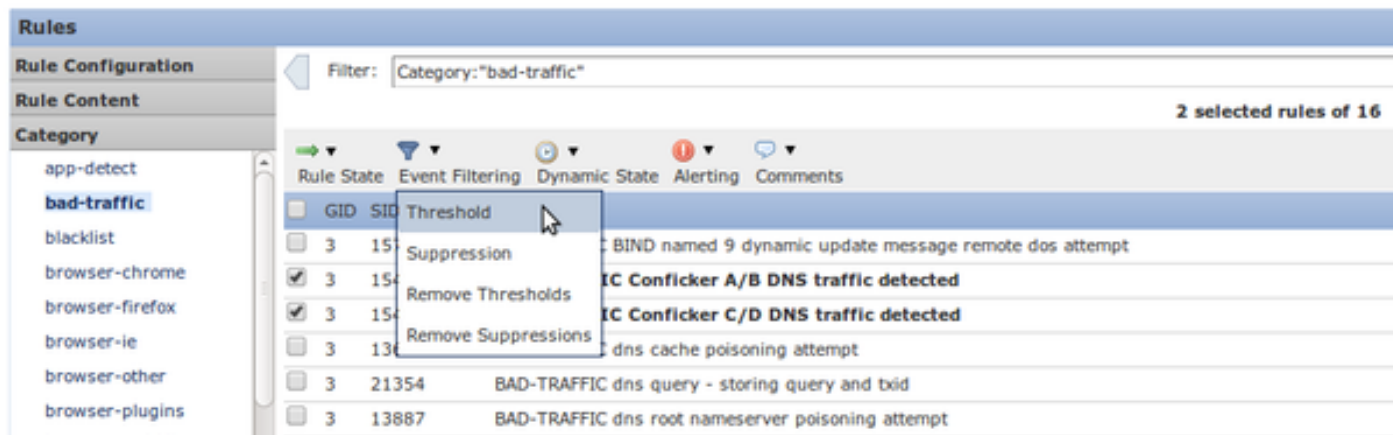 Rules
Rule Configuration
Rule Content
Category
app-detect
bad-traffic
blacklist
browser-chrome
browser-firefox
browser-ie
browser-other
browser-plugins
Filter: Category:"bad-traffic"
2 selected rules of 16
Rule State Event Filtering Dynamic State Alerting Comments
GID SID
Threshold
Suppression
Remove Thresholds
Remove Suppressions
3 15 BIND named 9 dynamic update message remote dos attempt
3 154 IC Conficker A/B DNS traffic detected
3 154 IC Conficker C/D DNS traffic detected
3 13 dns cache poisoning attempt
3 21354 BAD-TRAFFIC dns query - storing query and txid
3 13887 BAD-TRAFFIC dns root nameserver poisoning attempt